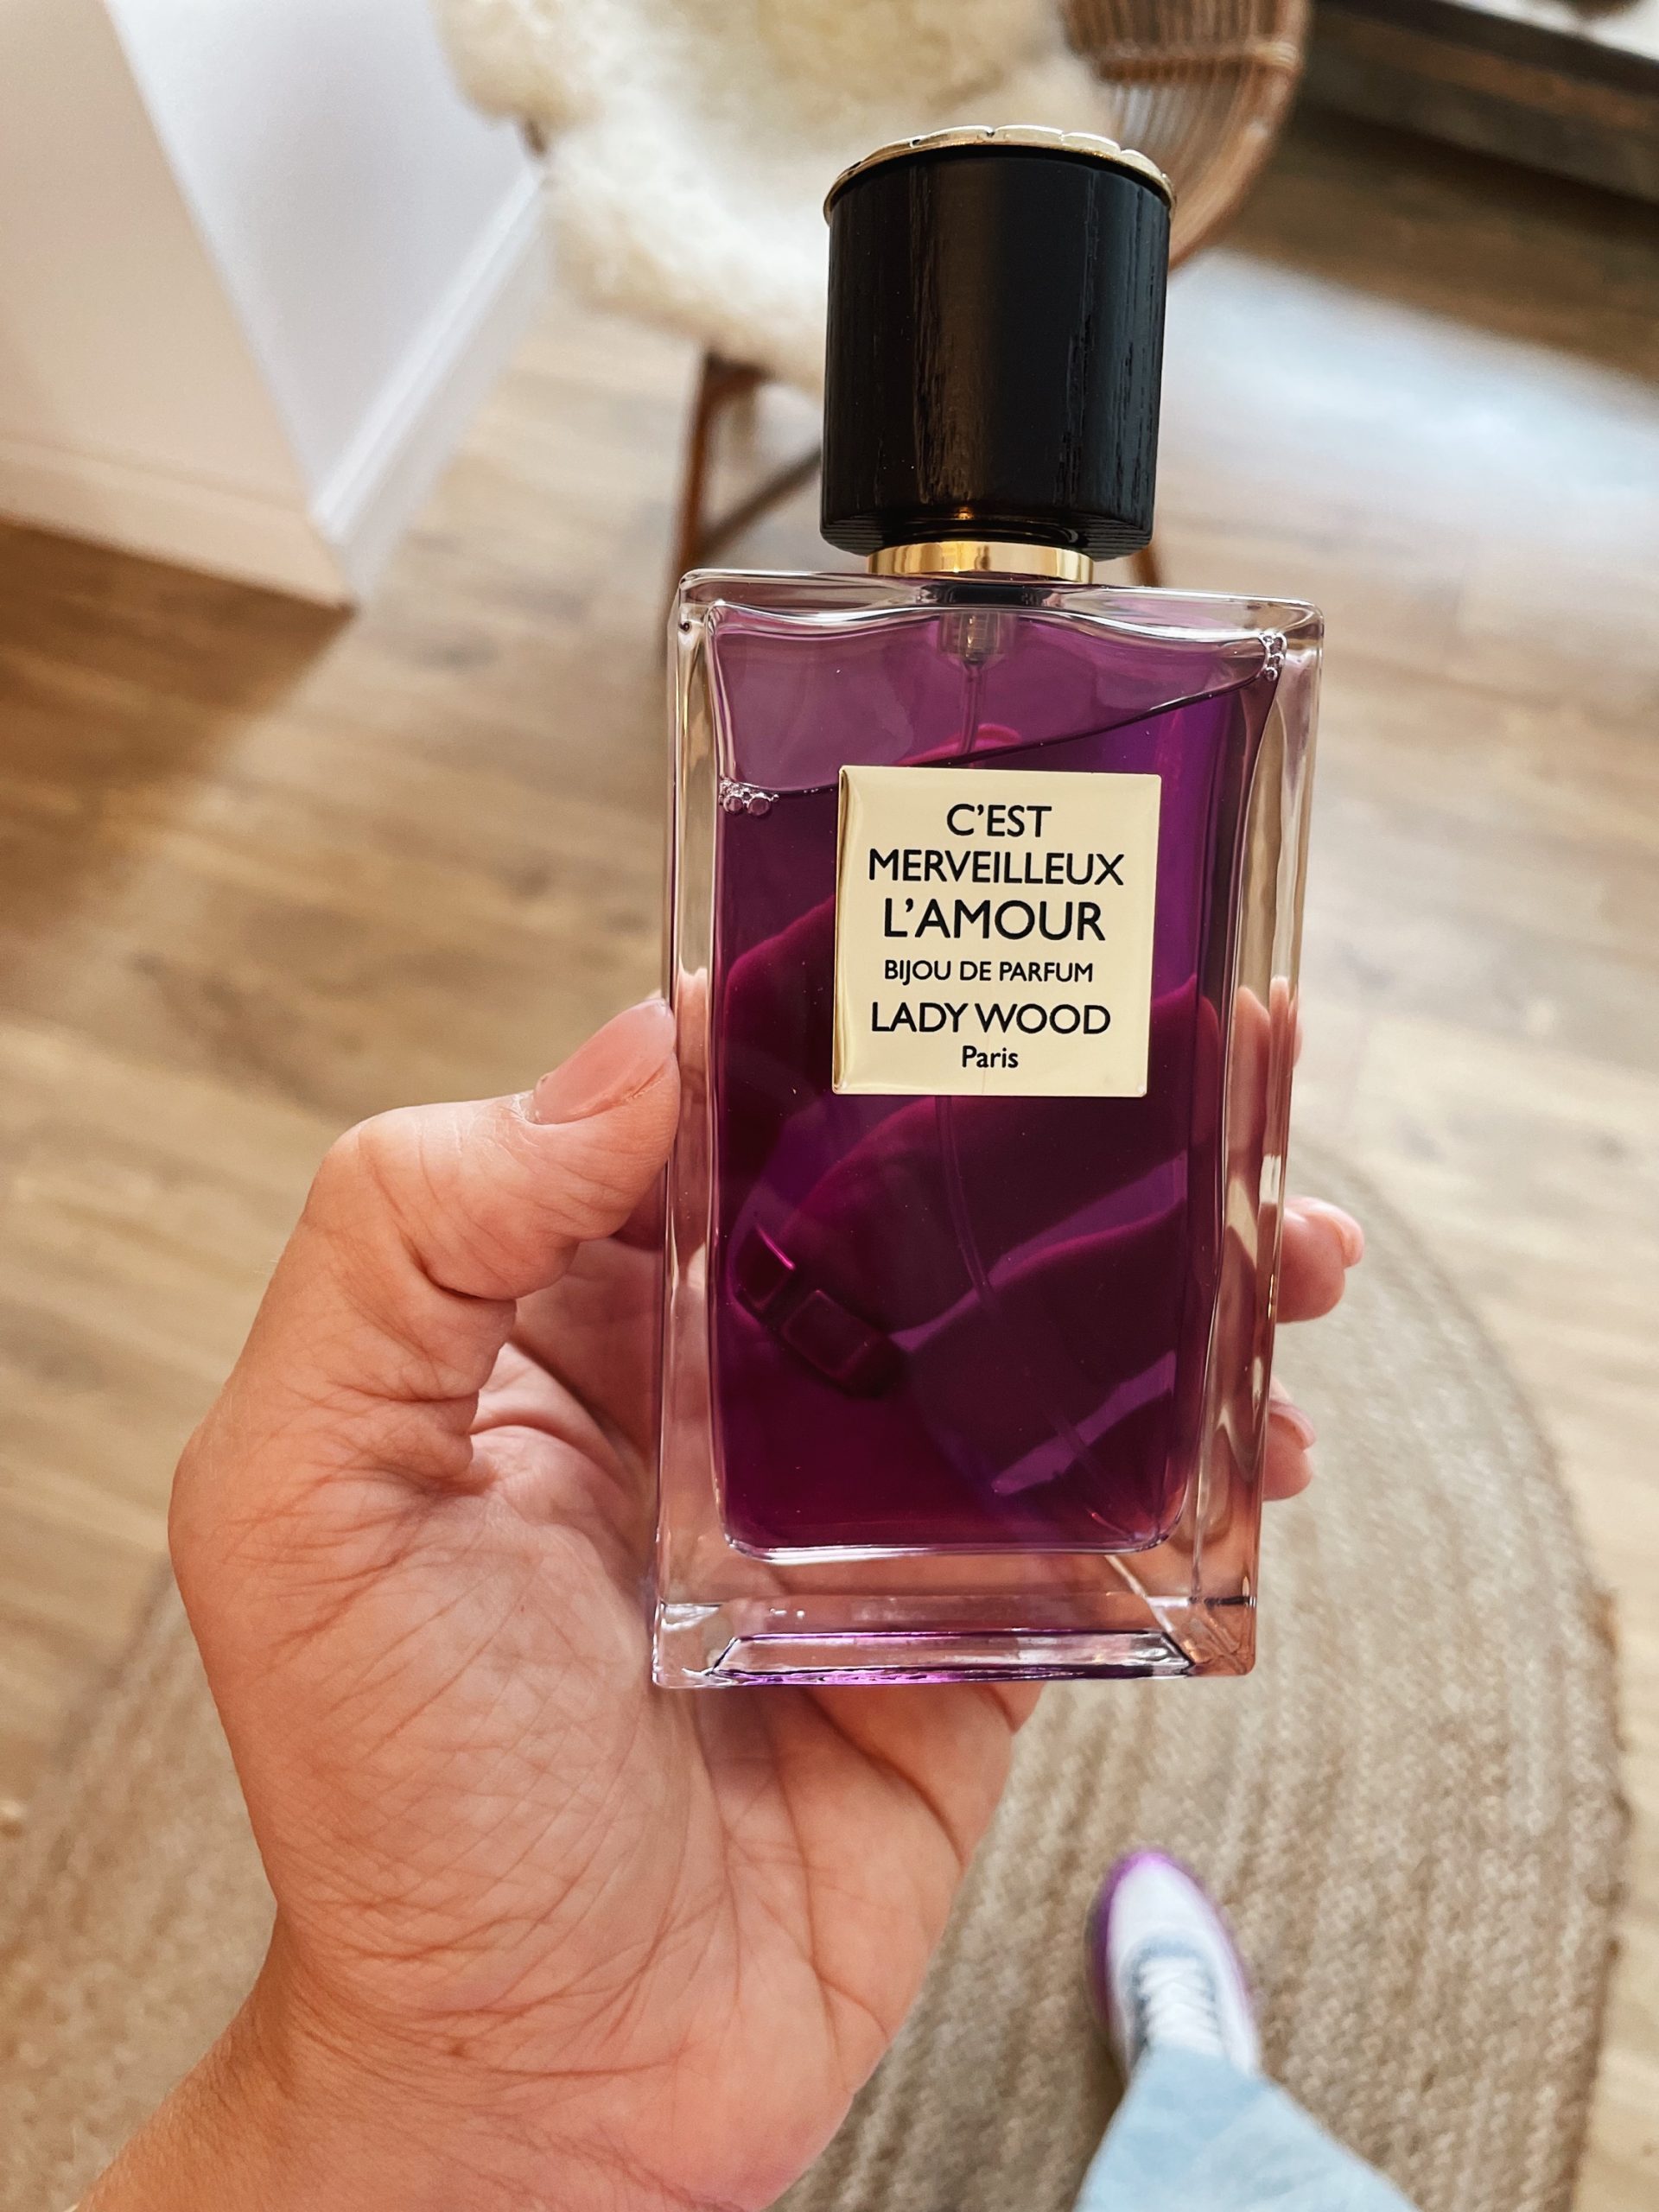 C'EST
MERVEILLEUX
L'AMOUR
BIJOU DE PARFUM
LADY WOOD
Paris